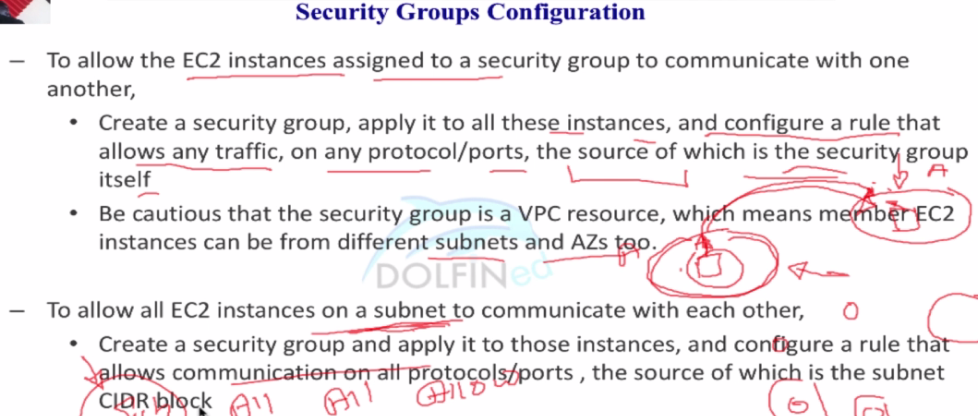 Security Groups Configuration
– To allow the EC2 instances assigned to a security group to communicate with one
another,
• Create a security group, apply it to all these instances, and configure a rule that
allows any traffic, on any protocol/ports, the source of which is the security group
itself
A
• Be cautious that the security group is a VPC resource, which means member EC2
instances can be from different subnets and AZs too.
A
DOLFINed
– To allow all EC2 instances on a subnet to communicate with each other,
• Create a security group and apply it to those instances, and configure a rule that
allows communication on all protocols/ports , the source of which is the subnet
CIDR block
All All Allow